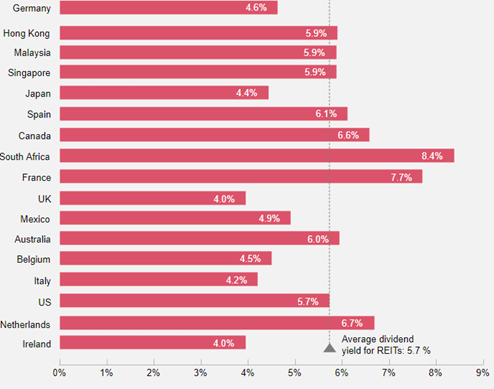 Germany 4.6%
Hong Kong 5.9%
Malaysia 5.9%
Singapore 5.9%
Japan 4.4%
Spain 6.1%
Canada 6.6%
South Africa 8.4%
France 7.7%
UK 4.0%
Mexico 4.9%
Australia 6.0%
Belgium 4.5%
Italy 4.2%
US 5.7%
Netherlands 6.7%
Ireland 4.0%
Average dividend
yield for REITs: 5.7 %
0% 1% 2% 3% 4% 5% 6% 7% 8% 9%